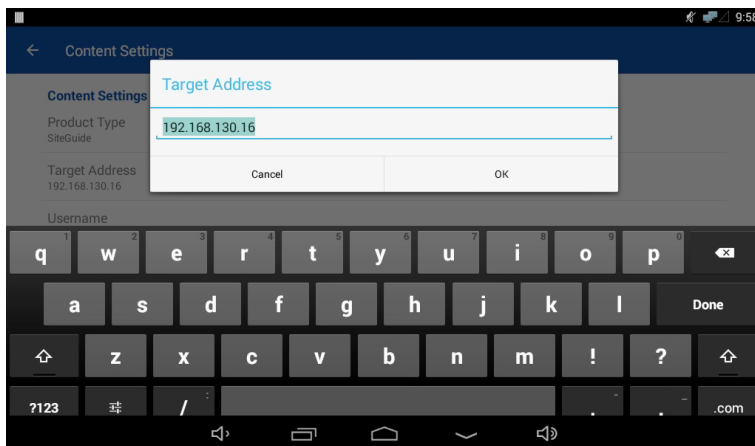 9:58
Content Settings
Target Address
Content Settings
192.168.130.16
Product Type
SiteGuide
Target Address
192.168.130.16
Cancel
OK
Username
1 2 3 4 5 6 7 8 9 0
q w e r t y u i o p
a s d f g h j k l Done
z x c v b n m ! ?
?123 / : , . .com